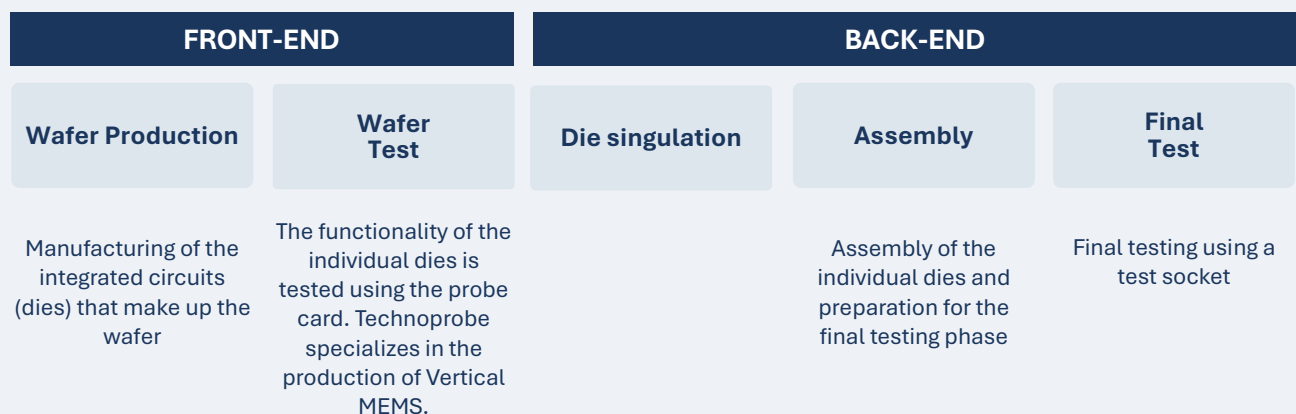 FRONT-END
BACK-END
Wafer Production
Wafer
Test
Die singulation
Assembly
Final
Test
Manufacturing of the
integrated circuits
(dies) that make up the
wafer
The functionality of the
individual dies is
tested using the probe
card. Technoprobe
specializes in the
production of Vertical
MEMS.
Assembly of the
individual dies and
preparation for the
final testing phase
Final testing using a
test socket